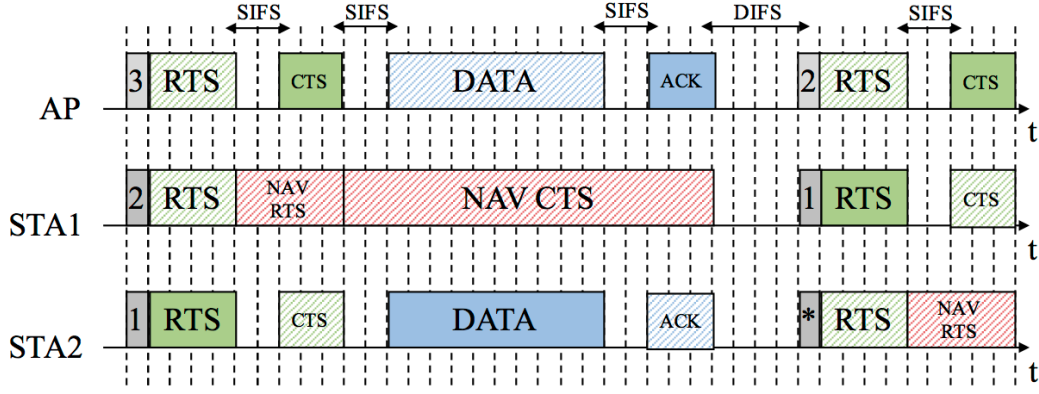 SIFS SIFS SIFS DIFS SIFS
AP 3 RTS CTS DATA ACK 2 RTS CTS
t
STA1 2 RTS NAV RTS NAV CTS 1 RTS CTS
t
STA2 1 RTS CTS DATA ACK * RTS NAV RTS
t